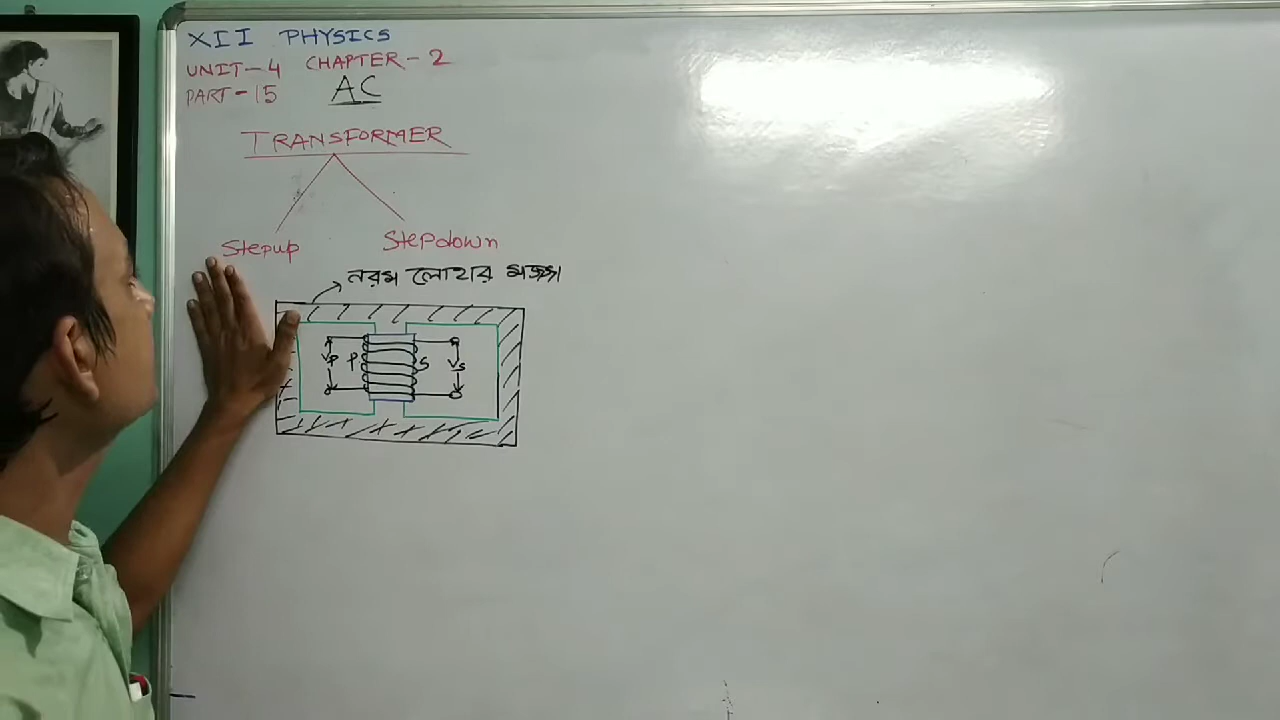 XII PHYSICS
UNIT-4 CHAPTER-2
PART-15 AC
TRANSFORMER
Stepup Stepdown
নরম লোহার মজ্জা
Vp P S Vs